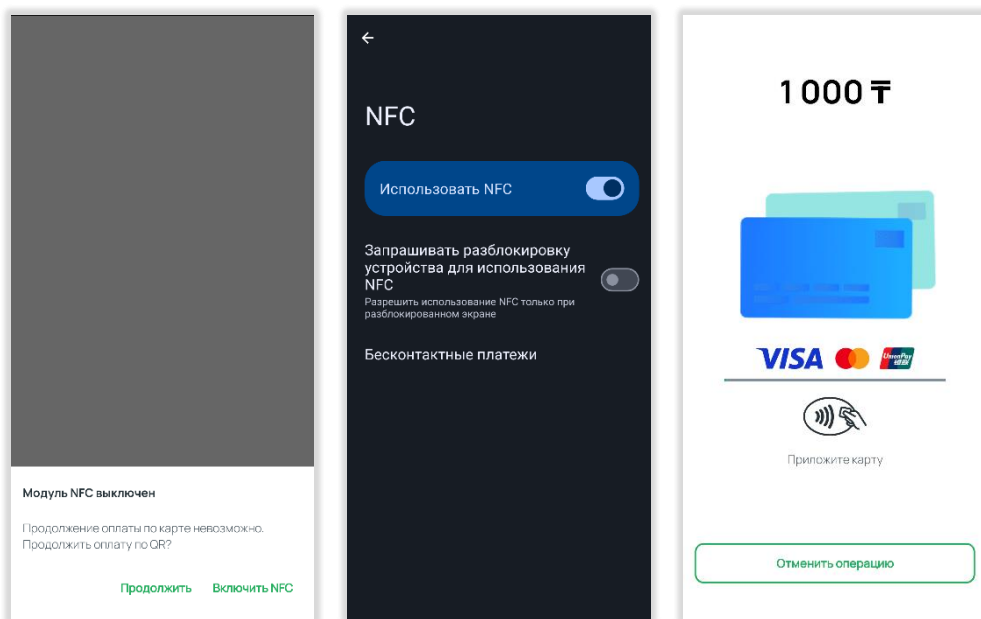 Модуль NFC выключен
Продолжение оплаты по карте невозможно.
Продолжить оплату по QR?
Продолжить Включить NFC
NFC
Использовать NFC
Запрашивать разблокировку
устройства для использования
NFC
Разрешить использование NFC только при
разблокированном экране
Бесконтактные платежи
1 000 ₸
VISA UnionPay
银联
Приложите карту
Отменить операцию